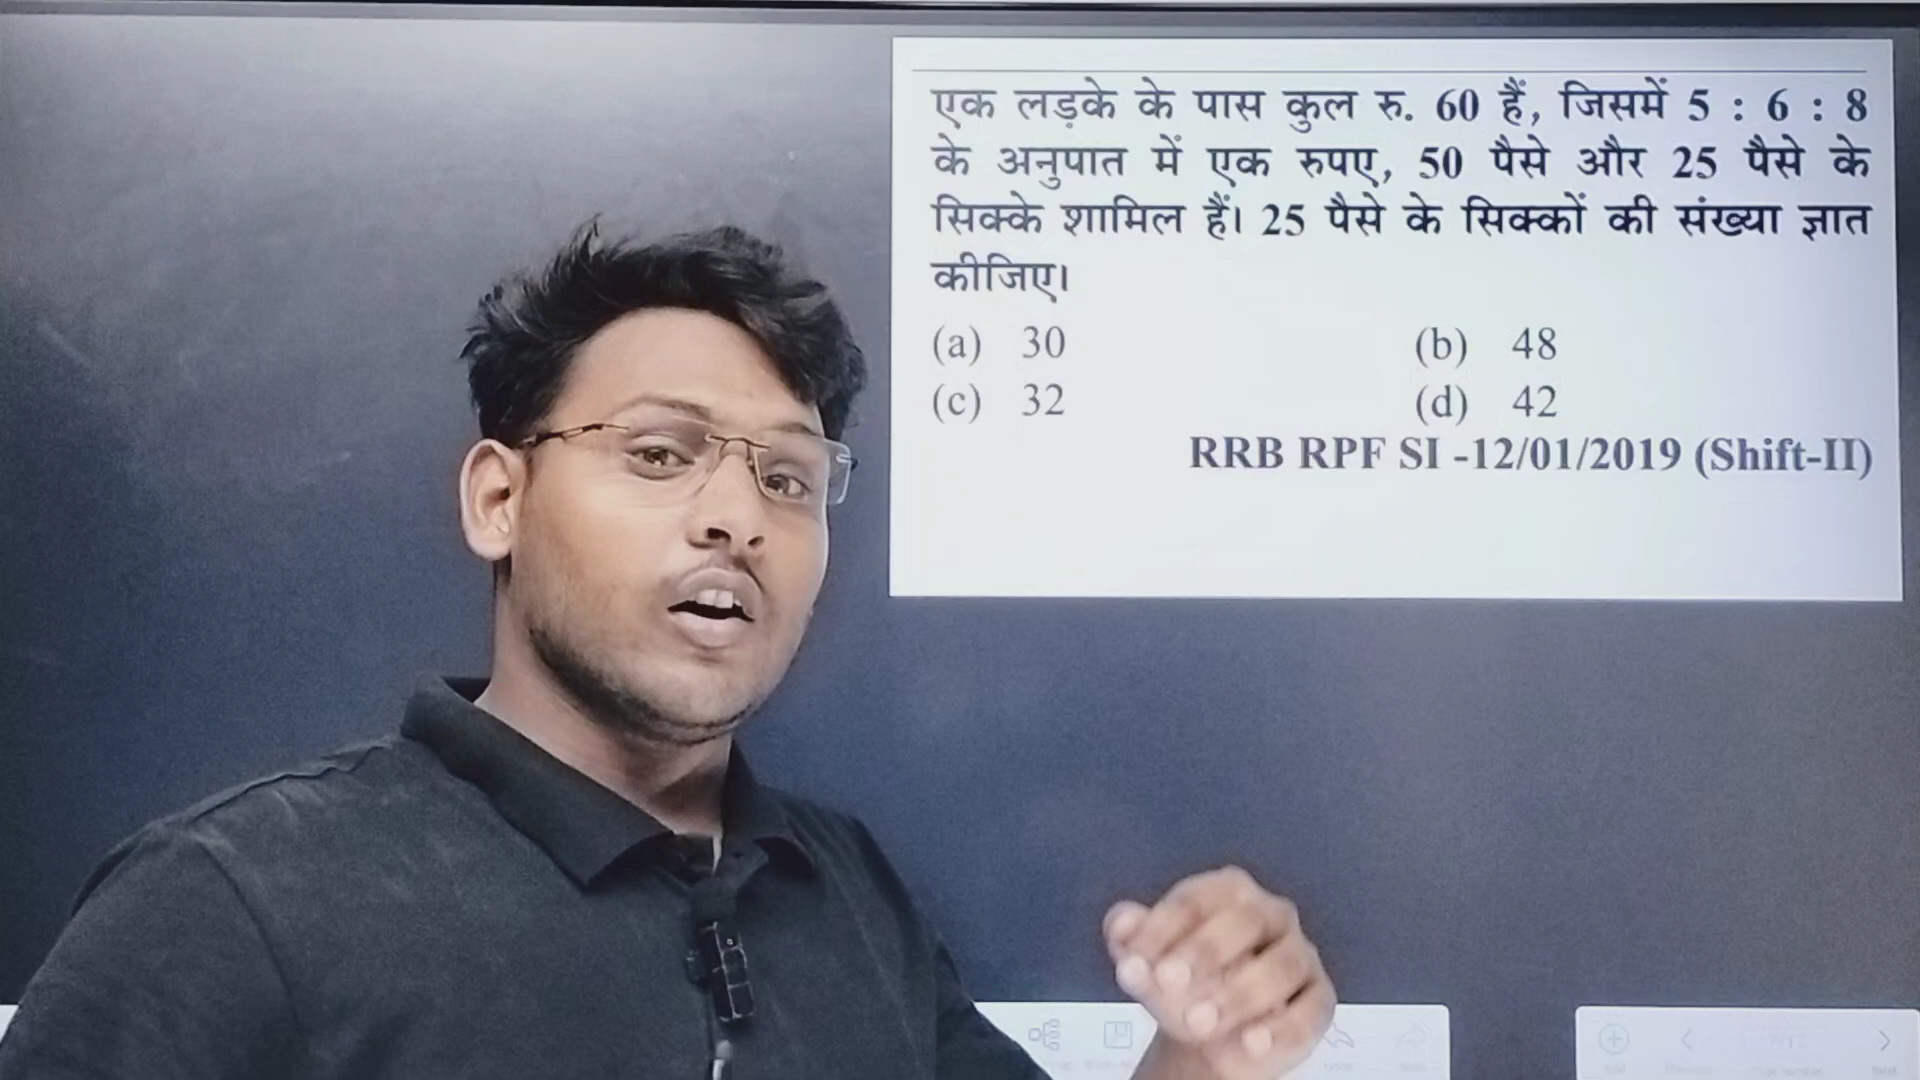 एक लड़के के पास कुल रु. 60 हैं, जिसमें 5 : 6 : 8
के अनुपात में एक रुपए, 50 पैसे और 25 पैसे के
सिक्के शामिल हैं। 25 पैसे के सिक्कों की संख्या ज्ञात
कीजिए।
(a) 30 (b) 48
(c) 32 (d) 42
RRB RPF SI -12/01/2019 (Shift-II)